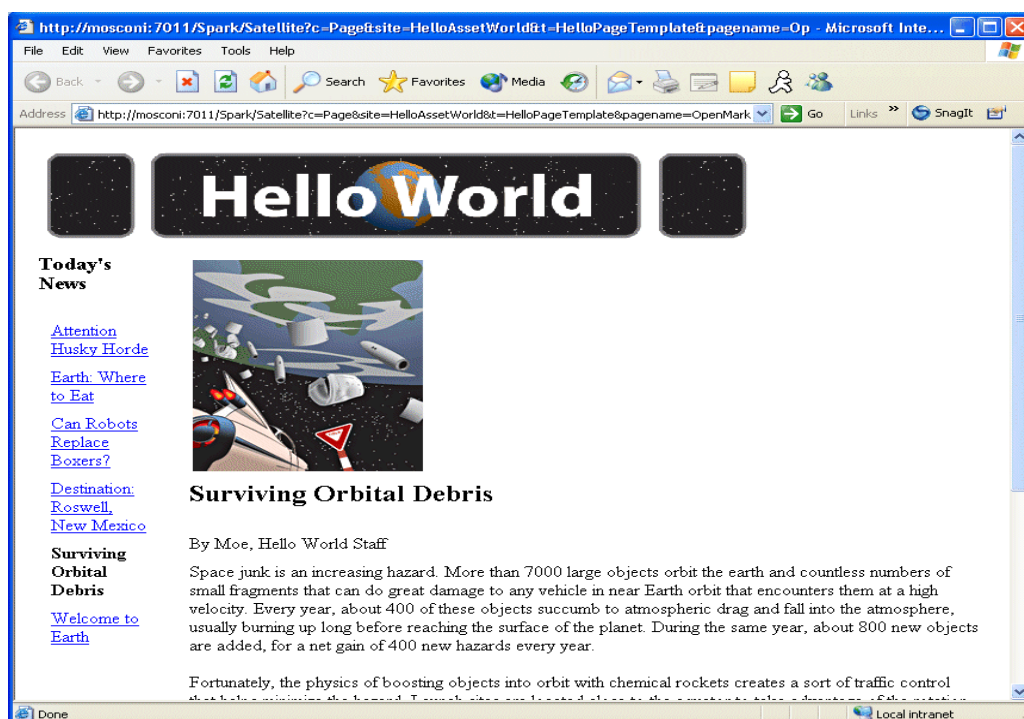 http://mosconi:7011/Spark/Satellite?c=Page&site=HelloAssetWorld&t=HelloPageTemplate&pagename=Op - Microsoft Inte...
File Edit View Favorites Tools Help
Back Search Favorites Media
Address http://mosconi:7011/Spark/Satellite?c=Page&site=HelloAssetWorld&t=HelloPageTemplate&pagename=OpenMark Go Links » SnagIt
Hello World
Today's
News
Attention
Husky Horde
Earth: Where
to Eat
Can Robots
Replace
Boxers?
Destination:
Roswell,
New Mexico
Surviving
Orbital
Debris
Welcome to
Earth
Surviving Orbital Debris
By Moe, Hello World Staff
Space junk is an increasing hazard. More than 7000 large objects orbit the earth and countless numbers of
small fragments that can do great damage to any vehicle in near Earth orbit that encounters them at a high
velocity. Every year, about 400 of these objects succumb to atmospheric drag and fall into the atmosphere,
usually burning up long before reaching the surface of the planet. During the same year, about 800 new objects
are added, for a net gain of 400 new hazards every year.
Fortunately, the physics of boosting objects into orbit with chemical rockets creates a sort of traffic control
Done Local intranet